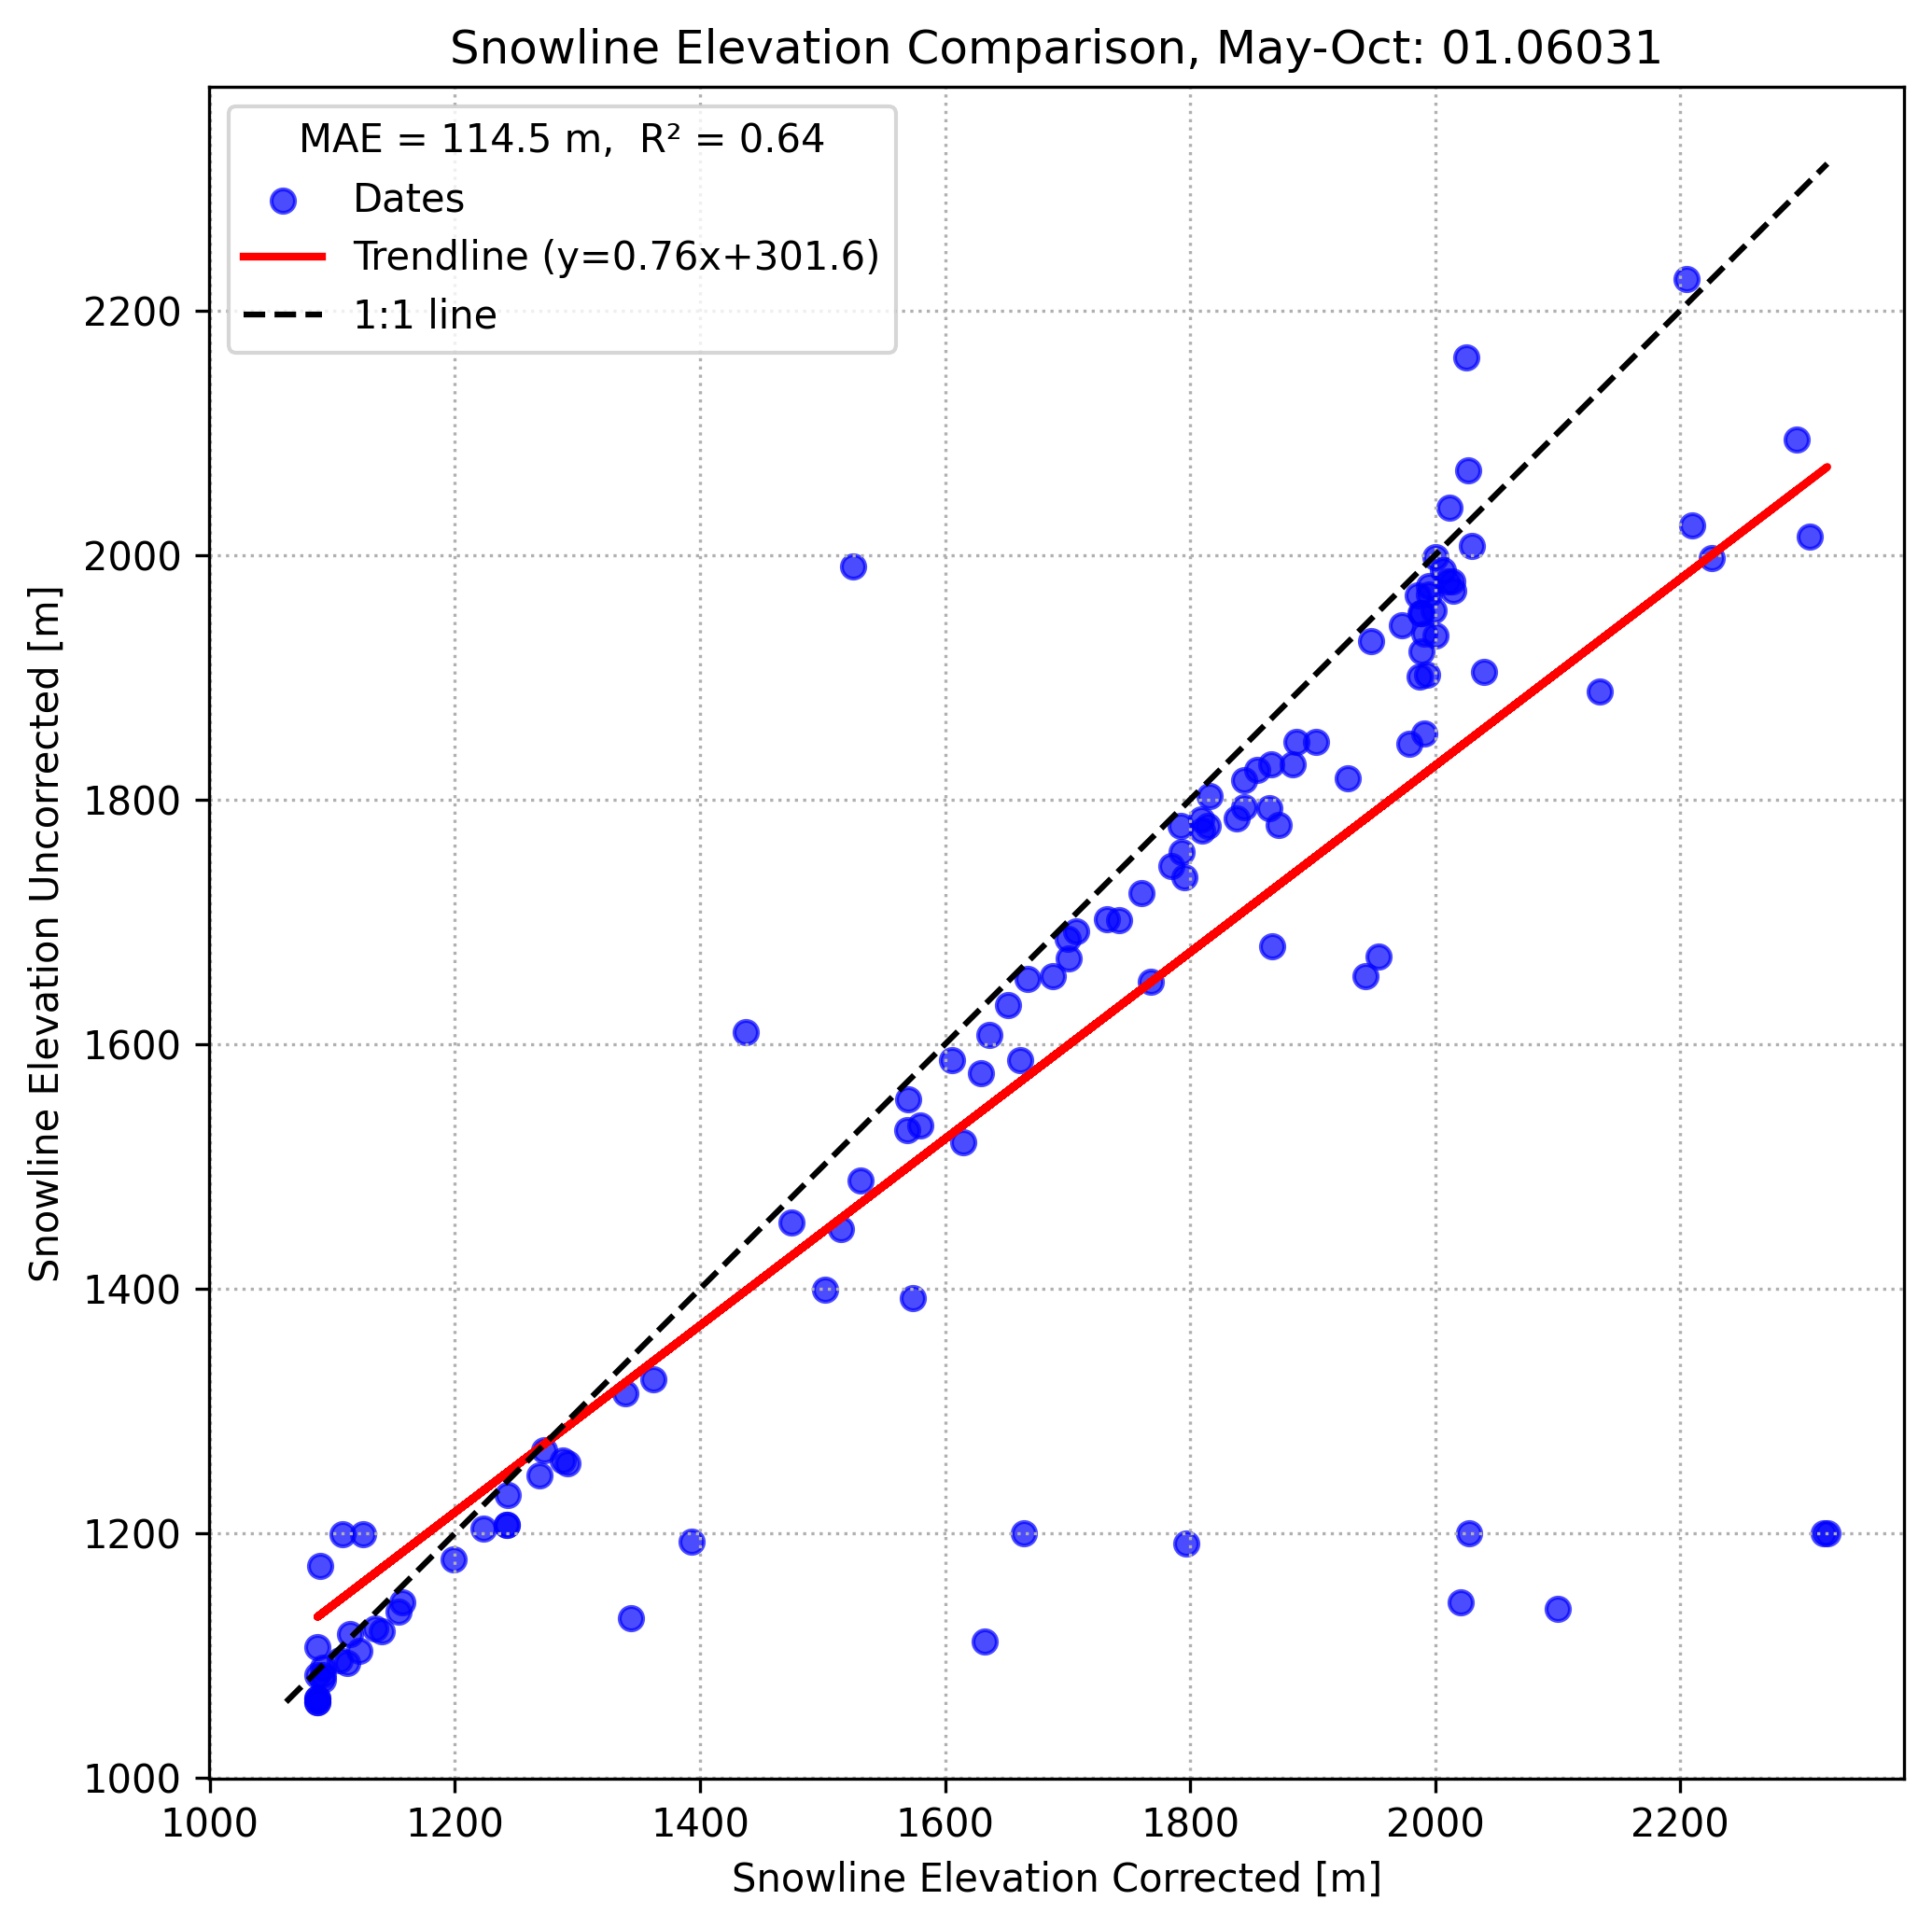 Snowline Elevation Comparison, May-Oct: 01.06031
MAE = 114.5 m,  R² = 0.64
Dates
Trendline (y=0.76x+301.6)
1:1 line
Snowline Elevation Uncorrected [m]
2200
2000
1800
1600
1400
1200
1000
1000 1200 1400 1600 1800 2000 2200
Snowline Elevation Corrected [m]